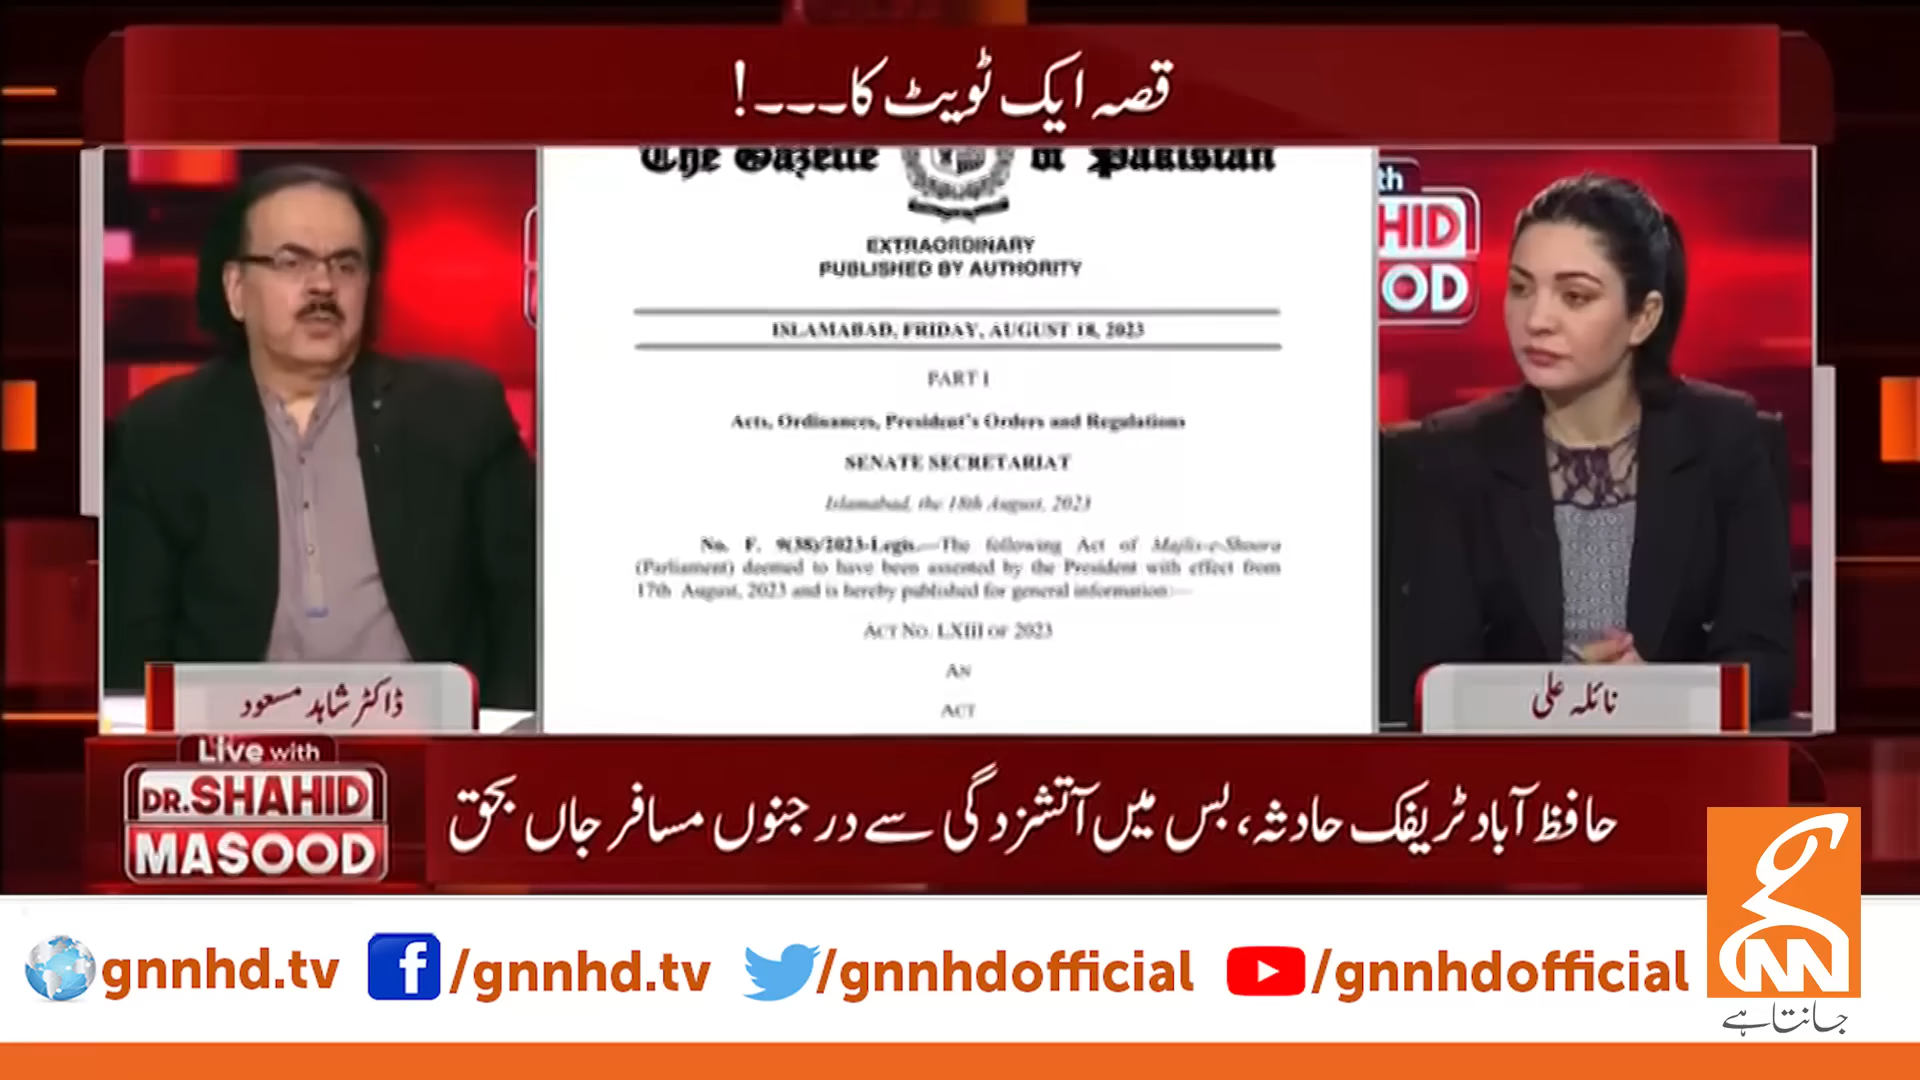 قصہ ایک ٹویٹ کا۔۔۔!
The Gazette of Pakistan
EXTRAORDINARY
PUBLISHED BY AUTHORITY
ISLAMABAD, FRIDAY, AUGUST 18, 2023
PART I
Acts, Ordinances, President's Orders and Regulations
SENATE SECRETARIAT
Islamabad, the 18th August, 2023
No. F. 9(38)/2023-Legis.—The following Act of Majlis-e-Shoora
(Parliament) deemed to have been assented by the President with effect from
17th August, 2023 and is hereby published for general information:—
ACT NO. LXIII OF 2023
AN
ACT
th
HID
OOD
ڈاکٹر شاہد مسعود
نائلہ علی
Live with
DR.SHAHID
MASOOD
حافظ آباد ٹریفک حادثہ، بس میں آتشزدگی سے درجنوں مسافر جاں بحق
gnnhd.tv
/gnnhd.tv
/gnnhdofficial
/gnnhdofficial
GNN
جانتا ہے